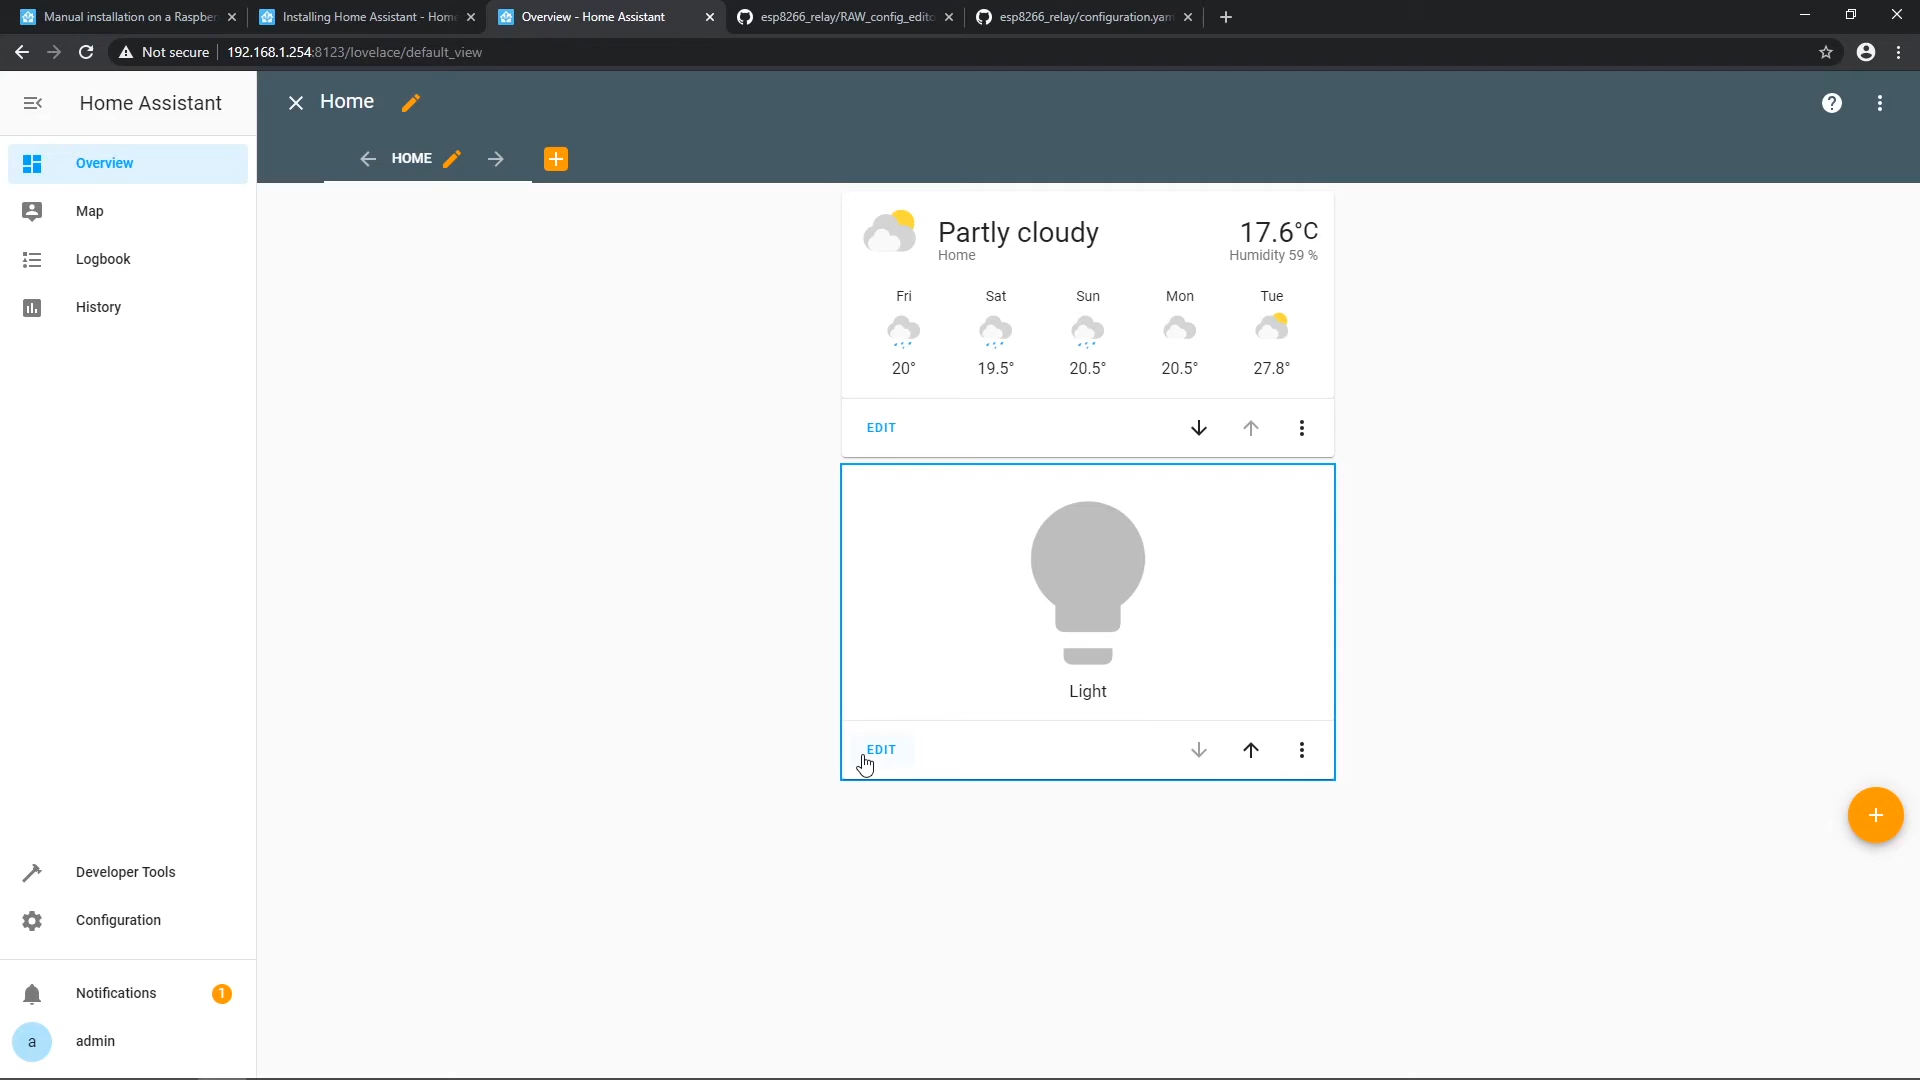 Manual installation on a Raspber
Installing Home Assistant - Home
Overview - Home Assistant
esp8266_relay/RAW_config_edito
esp8266_relay/configuration.yam
Not secure
192.168.1.254:8123/lovelace/default_view
Home Assistant
Home
Overview
HOME
Map
Logbook
History
Partly cloudy
17.6°C
Home
Humidity 59 %
Fri Sat Sun Mon Tue
20° 19.5° 20.5° 20.5° 27.8°
EDIT
Light
EDIT
Developer Tools
Configuration
Notifications 1
a admin